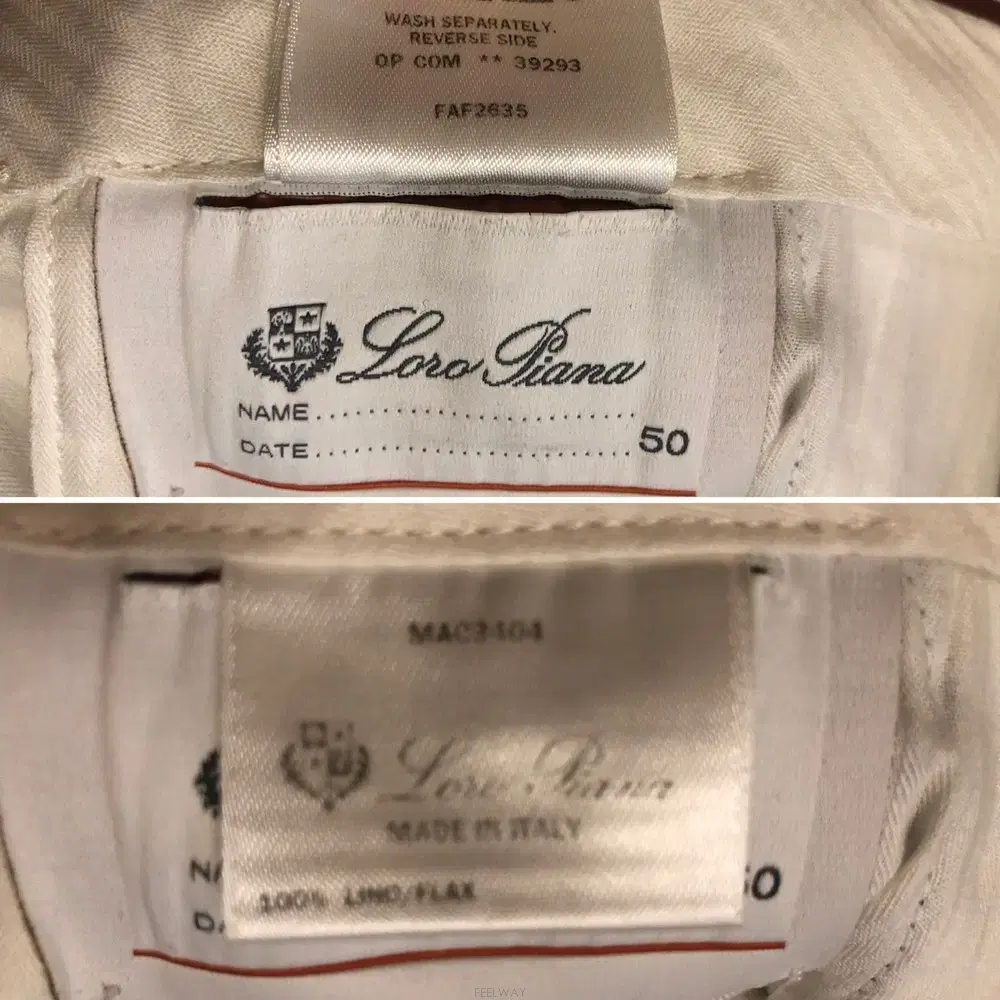 WASH SEPARATELY.
REVERSE SIDE
OP COM ** 39293
FAF2635
Loro Piana
NAME
DATE 50
MAC3404
Loro Piana
MADE IN ITALY
100% LINO/FLAX
FEELWAY